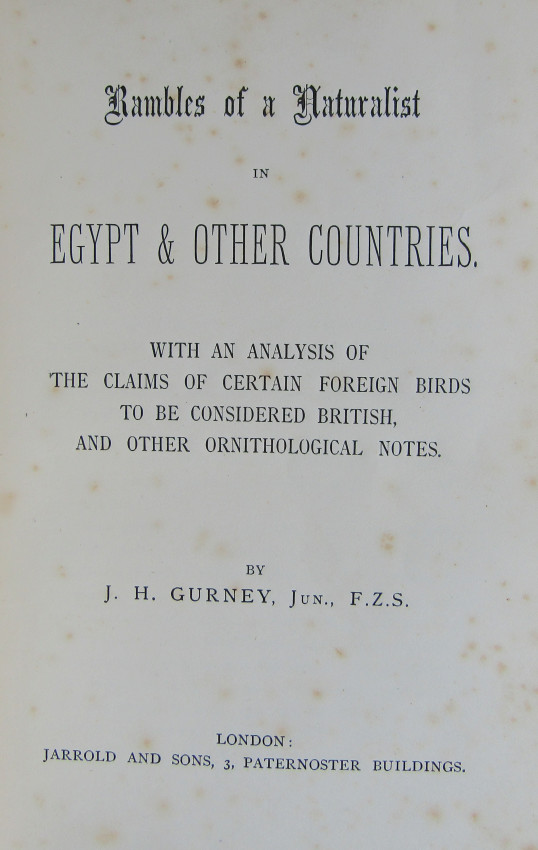 Rambles of a Naturalist
IN
EGYPT & OTHER COUNTRIES.
WITH AN ANALYSIS OF
THE CLAIMS OF CERTAIN FOREIGN BIRDS
TO BE CONSIDERED BRITISH,
AND OTHER ORNITHOLOGICAL NOTES.
BY
J. H. GURNEY, JUN., F.Z.S.
LONDON:
JARROLD AND SONS, 3, PATERNOSTER BUILDINGS.